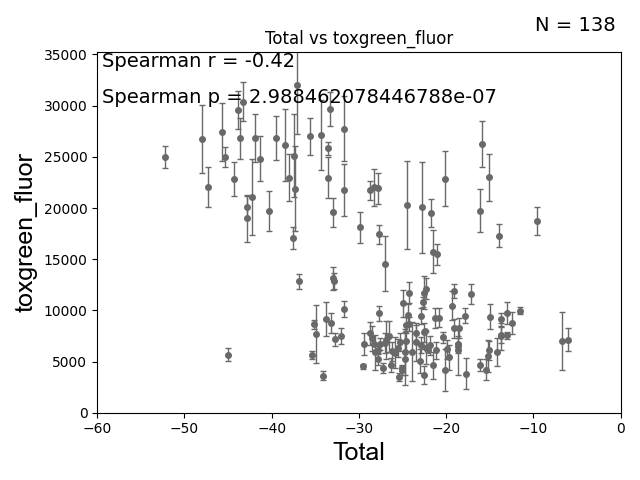 N = 138
Total vs toxgreen_fluor
Spearman r = -0.42
Spearman p = 2.988462078446788e-07
toxgreen_fluor
35000
30000
25000
20000
15000
10000
5000
0
−60
−50
−40
−30
−20
−10
0
Total